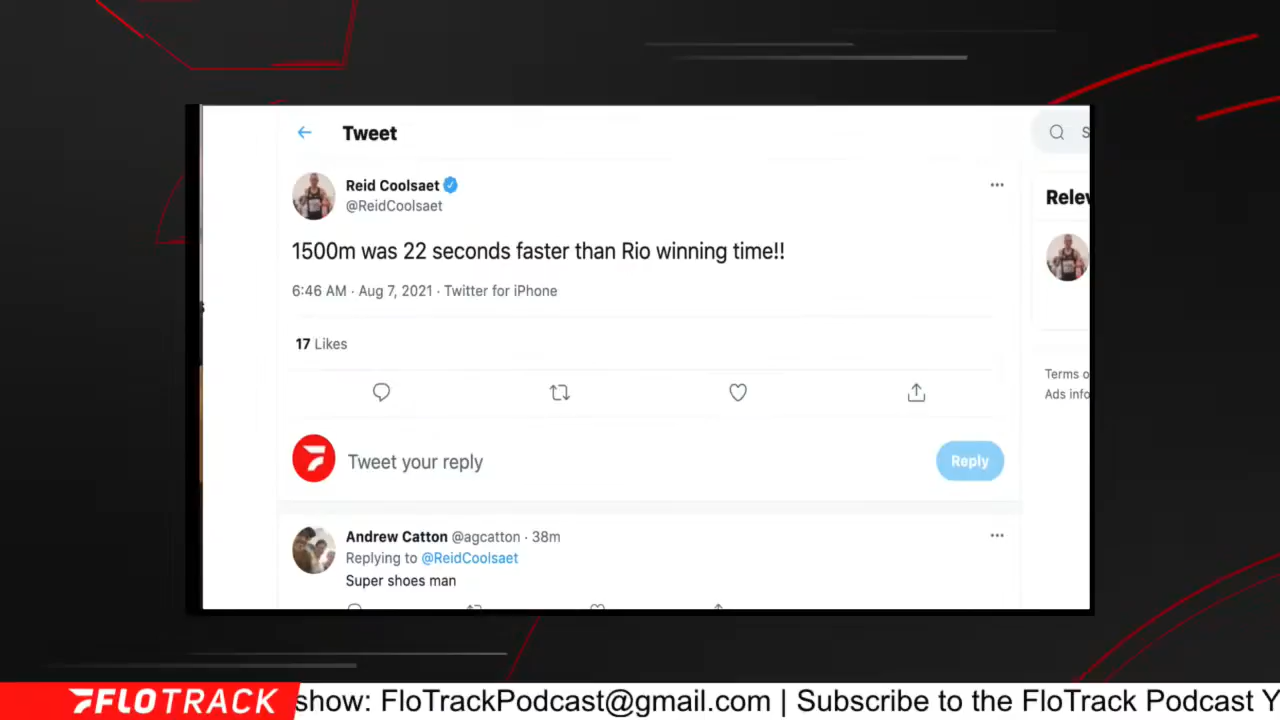 Tweet
S
Reid Coolsaet
@ReidCoolsaet
Relev
1500m was 22 seconds faster than Rio winning time!!
6:46 AM · Aug 7, 2021 · Twitter for iPhone
17 Likes
Terms o
Ads info
Tweet your reply
Reply
Andrew Catton @agcatton · 38m
Replying to @ReidCoolsaet
Super shoes man
FLOTRACK
show: FloTrackPodcast@gmail.com | Subscribe to the FloTrack Podcast Y